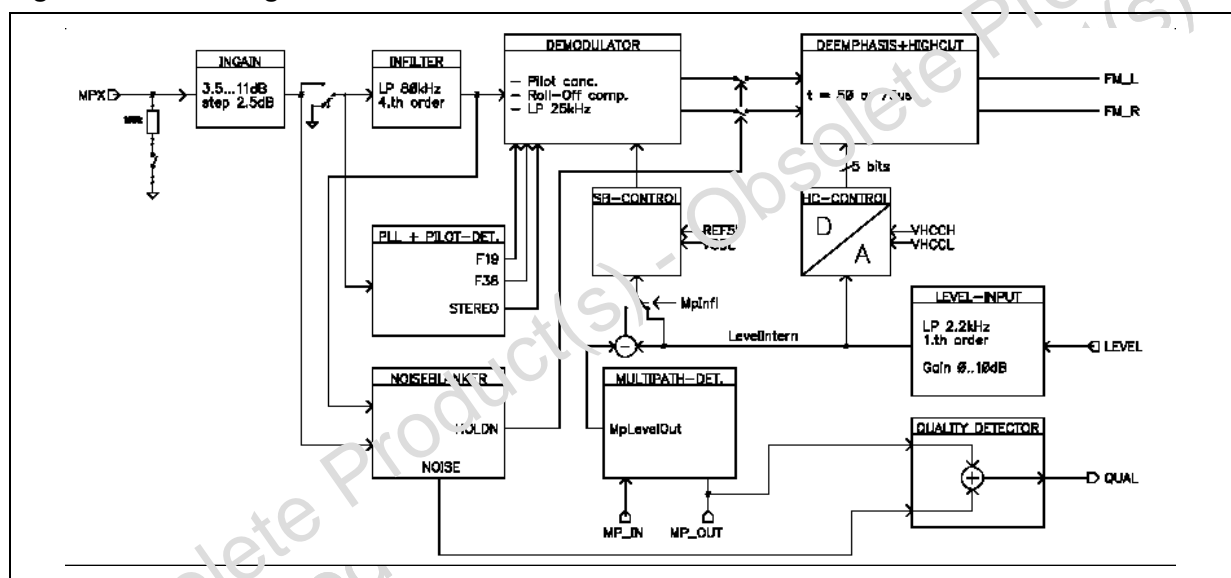 DEMODULATOR
DEEMPHASIS+HIGHCUT
INGAIN
INFILTER
MPX
3.5...11dB
step 2.5dB
LP 80kHz
4.th order
– Pilot canc.
– Roll-Off comp.
– LP 25kHz
t = 50 or 75us
FM_L
FM_R
5 bits
SB-CONTROL
HC-CONTROL
D
A
VHCCH
VHCCL
PLL + PILOT-DET.
F19
F38
STEREO
MpInfl
LevelIntern
LEVEL-INPUT
LP 2.2kHz
1.th order
Gain 0..10dB
LEVEL
NOISEBLANKER
HOLDN
NOISE
MULTIPATH-DET.
MpLevelOut
MP_IN
MP_OUT
QUALITY DETECTOR
+
QUAL
Product(s) - Obsolete